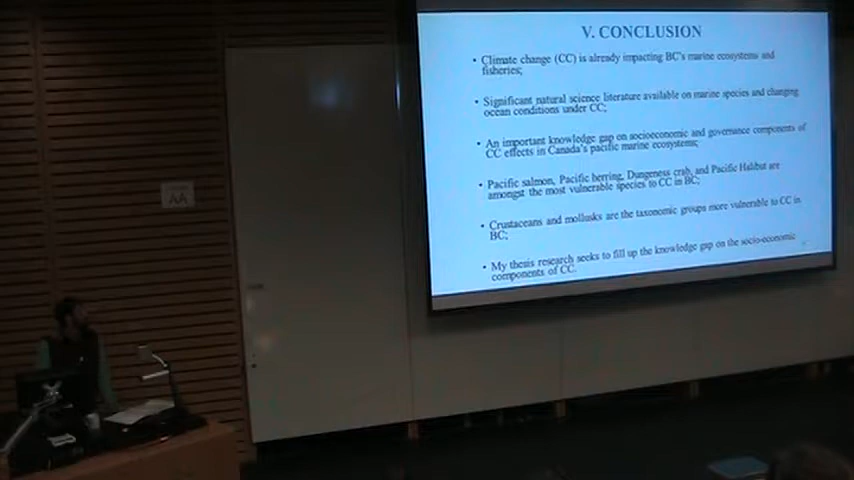 V. CONCLUSION
• Climate change (CC) is already impacting BC's marine ecosystems and
fisheries;
• Significant natural science literature available on marine species and changing
ocean conditions under CC;
• An important knowledge gap on socioeconomic and governance components of
CC effects in Canada's pacific marine ecosystems;
• Pacific salmon, Pacific herring, Dungeness crab, and Pacific Halibut are
amongst the most vulnerable species to CC in BC;
• Crustaceans and mollusks are the taxonomic groups more vulnerable to CC in
BC;
• My thesis research seeks to fill up the knowledge gap on the socio-economic
components of CC.
AA